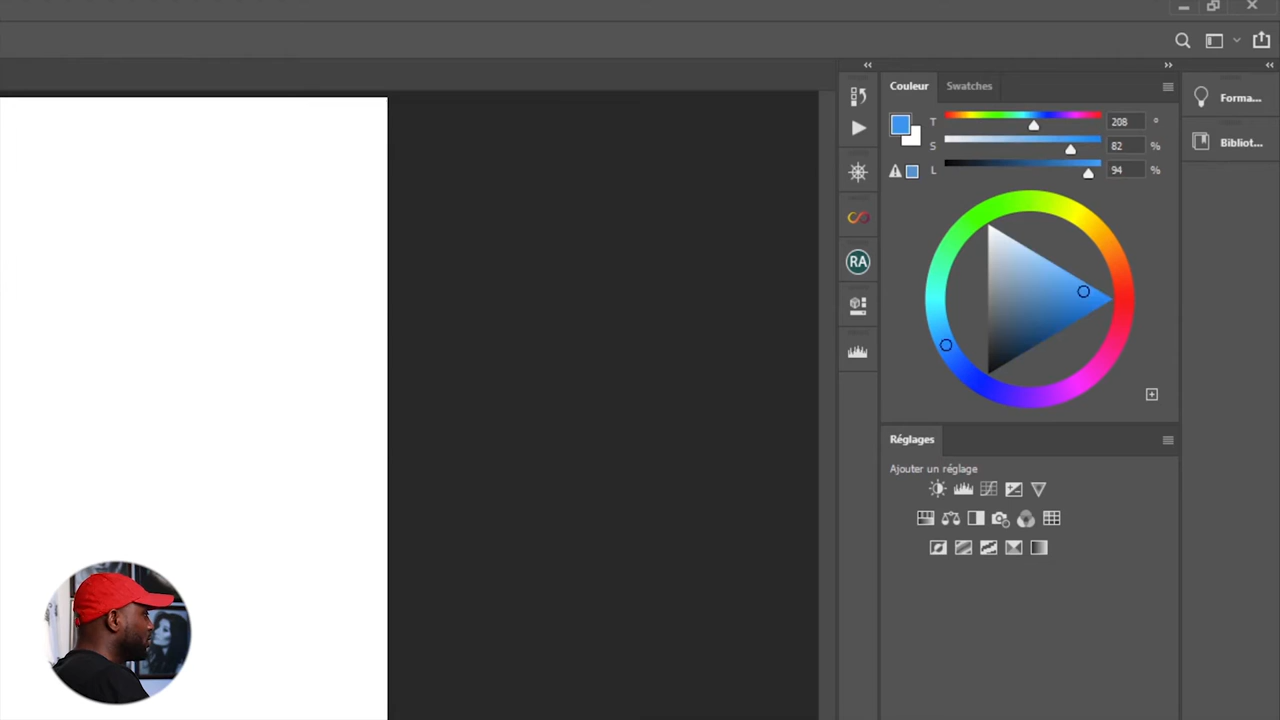 Couleur Swatches
T 208 °
S 82 %
L 94 %
Forma...
Bibliot...
RA
Réglages
Ajouter un réglage